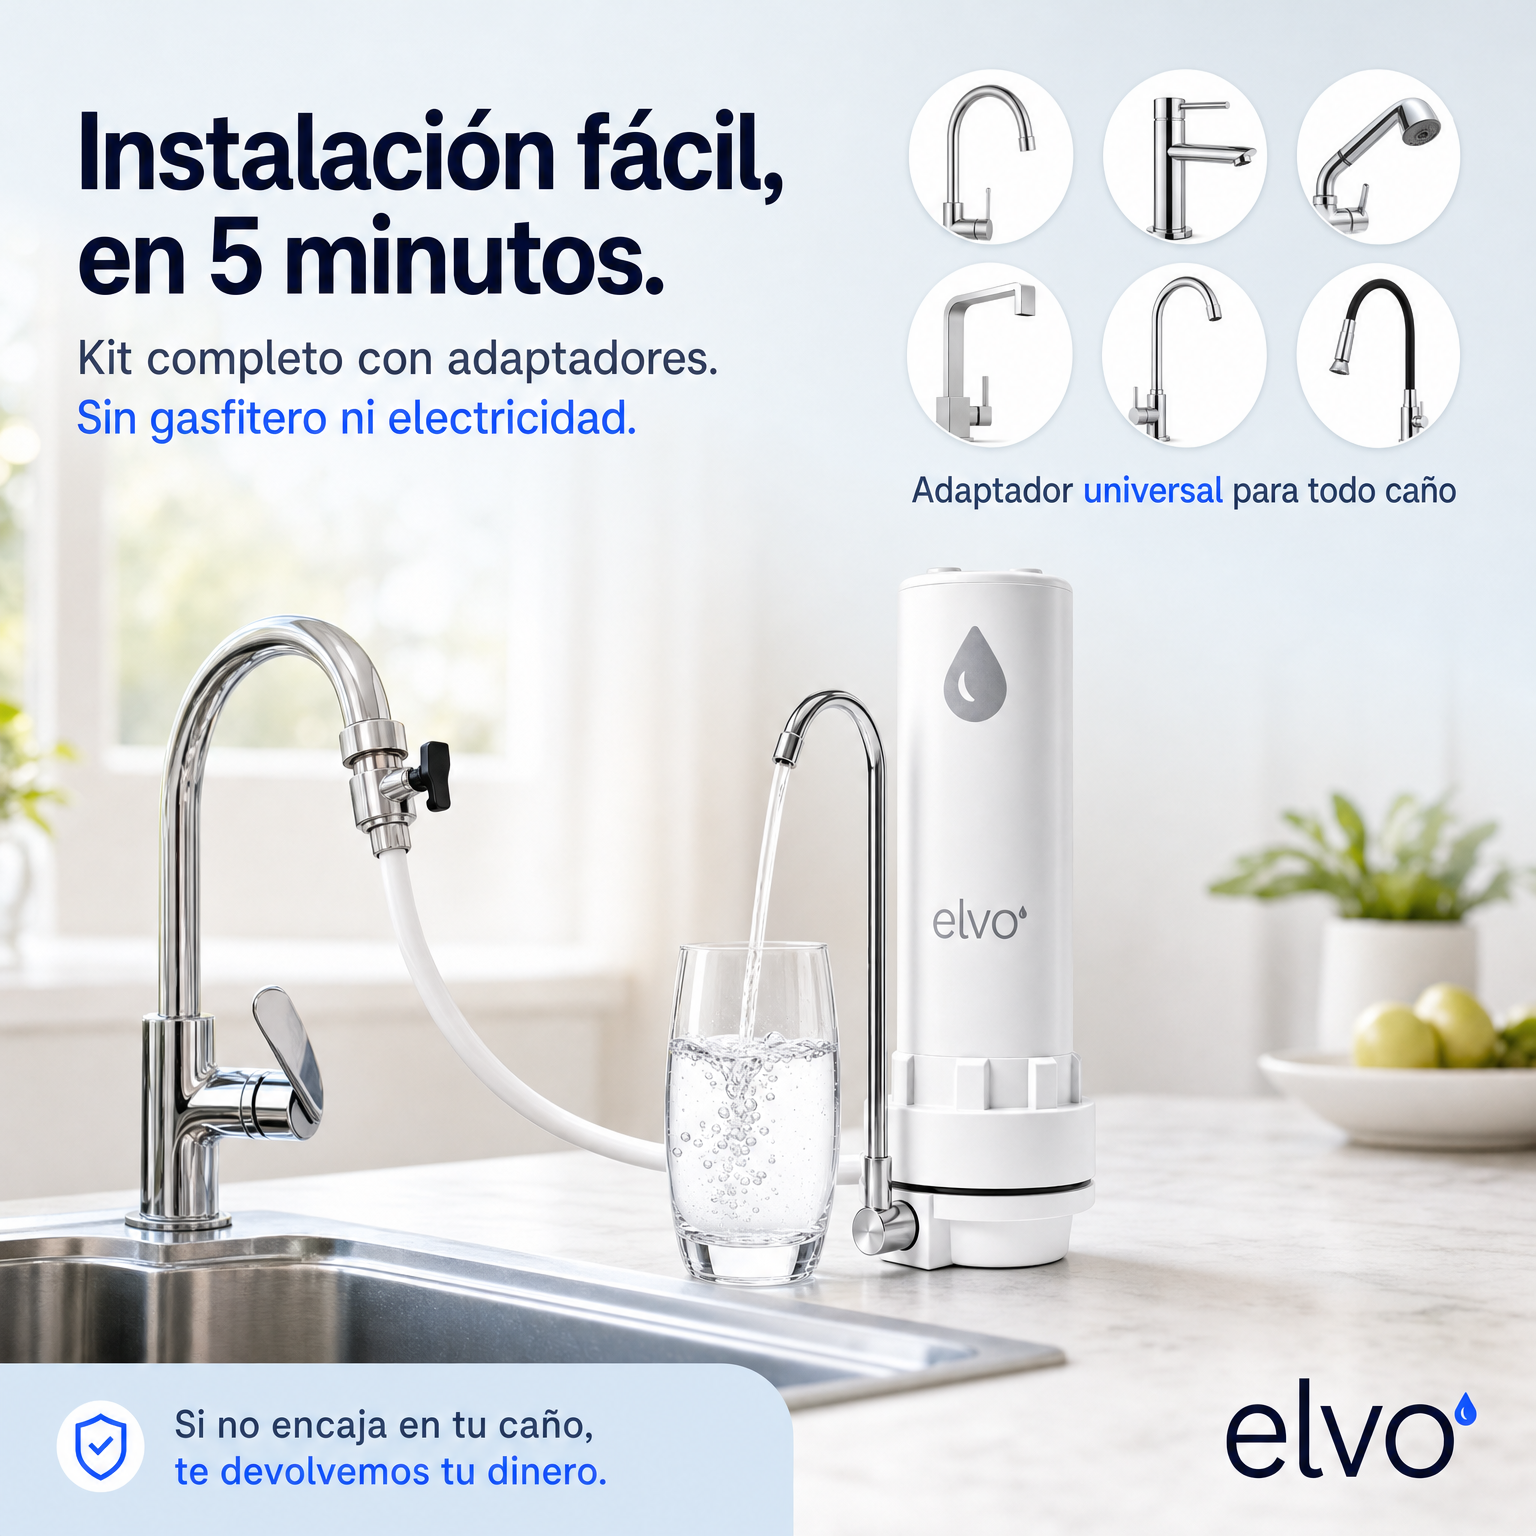 Instalación fácil,
en 5 minutos.
Kit completo con adaptadores.
Sin gasfitero ni electricidad.
Adaptador universal para todo caño
elvo
Si no encaja en tu caño,
te devolvemos tu dinero.
elvo